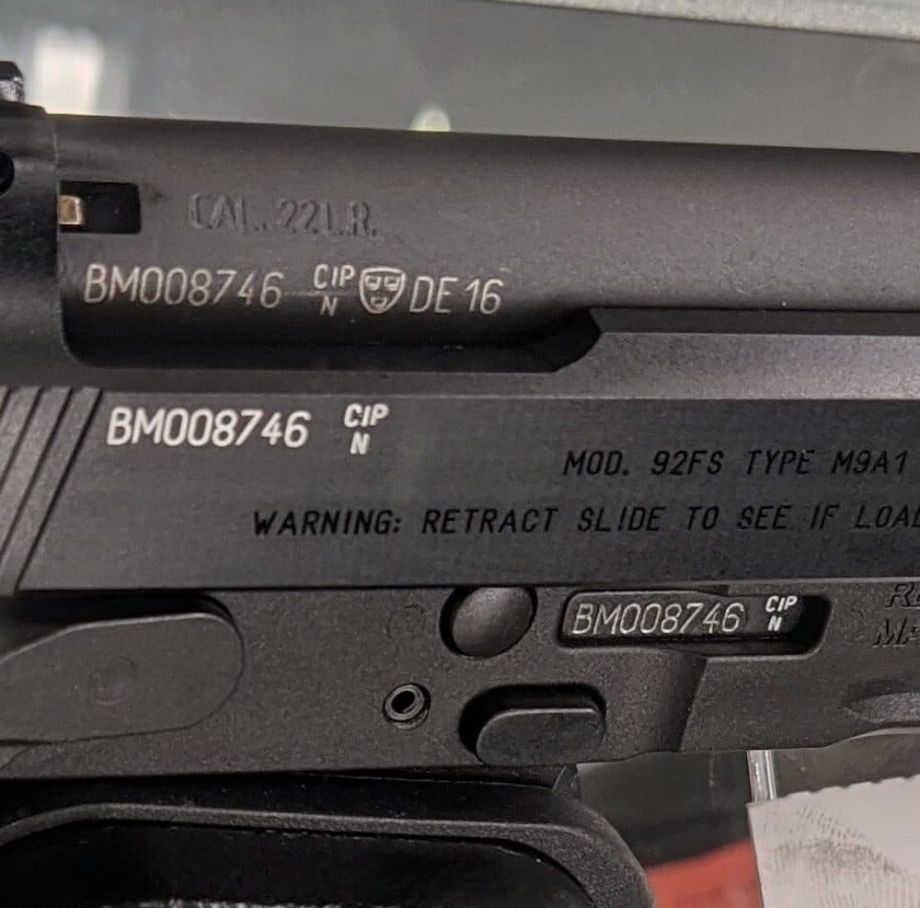 CAL. 22L.R.
BM008746 CIP N DE 16
BM008746 CIP N
MOD. 92FS TYPE M9A1
WARNING: RETRACT SLIDE TO SEE IF
BM008746 CIP N